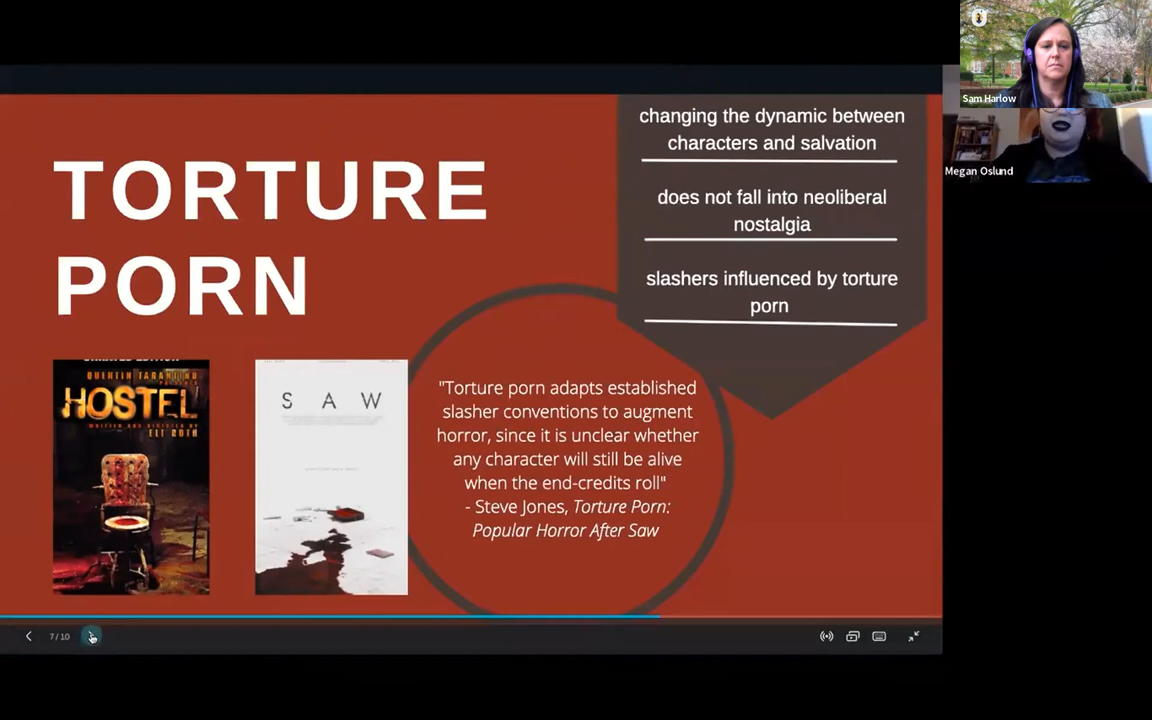 TORTURE
PORN
changing the dynamic between
characters and salvation
does not fall into neoliberal
nostalgia
slashers influenced by torture
porn
QUENTIN TARANTINO
HOSTEL
WRITTEN AND DIRECTED BY
ELI ROTH
S A W
"Torture porn adapts established
slasher conventions to augment
horror, since it is unclear whether
any character will still be alive
when the end-credits roll"
- Steve Jones, Torture Porn:
Popular Horror After Saw
7 / 10
Sam Harlow
Megan Oslund